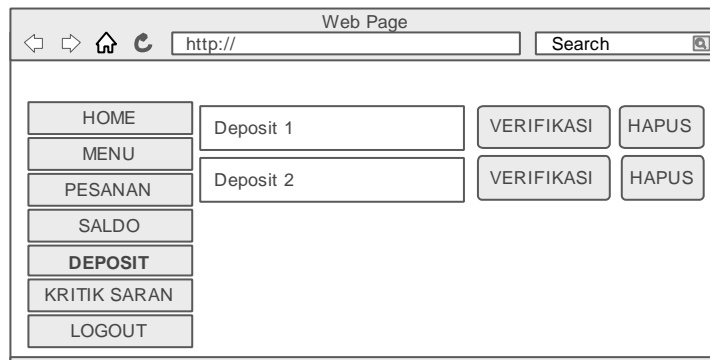 Web Page
http://
Search
HOME
MENU
PESANAN
SALDO
DEPOSIT
KRITIK SARAN
LOGOUT
Deposit 1
VERIFIKASI
HAPUS
Deposit 2
VERIFIKASI
HAPUS